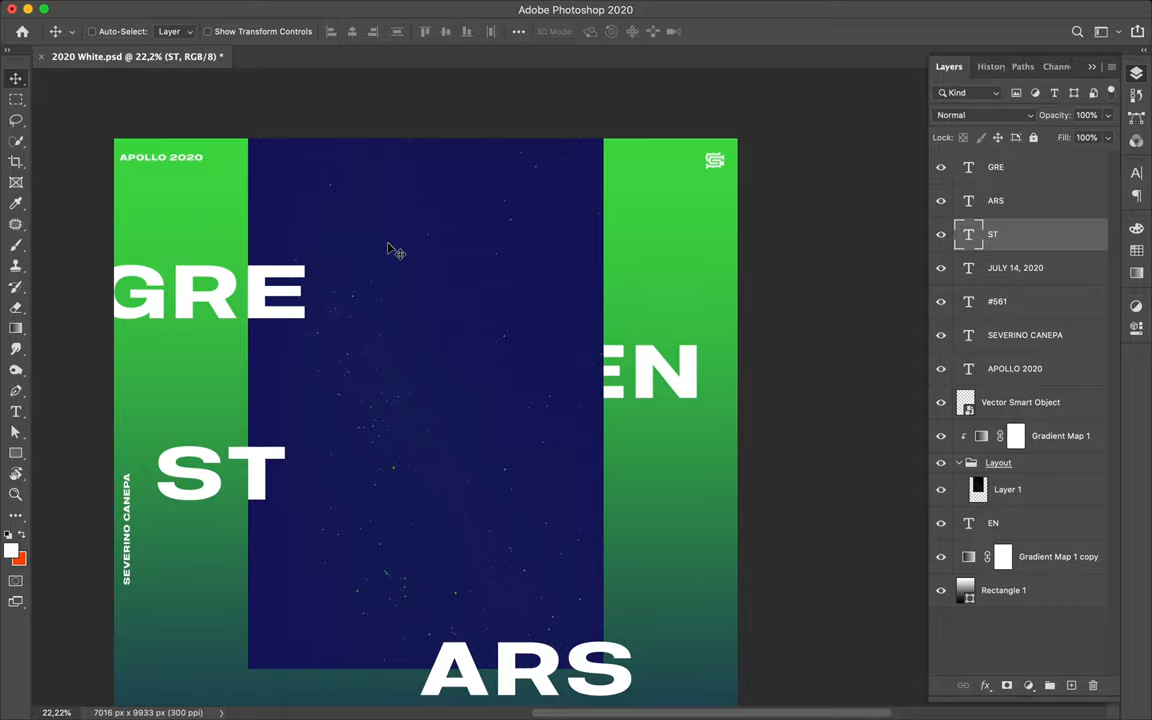 Adobe Photoshop 2020
Auto-Select:
Layer
Show Transform Controls
3D Mode:
2020 White.psd @ 22,2% (ST, RGB/8) *
Layers
History
Paths
Chann
Kind
Normal
Opacity: 100%
Lock:
Fill: 100%
GRE
ARS
ST
JULY 14, 2020
#561
SEVERINO CANEPA
APOLLO 2020
Vector Smart Object
Gradient Map 1
Layout
Layer 1
EN
Gradient Map 1 copy
Rectangle 1
APOLLO 2020
GRE
EN
ST
SEVERINO CANEPA
ARS
22,22%
7016 px x 9933 px (300 ppi)